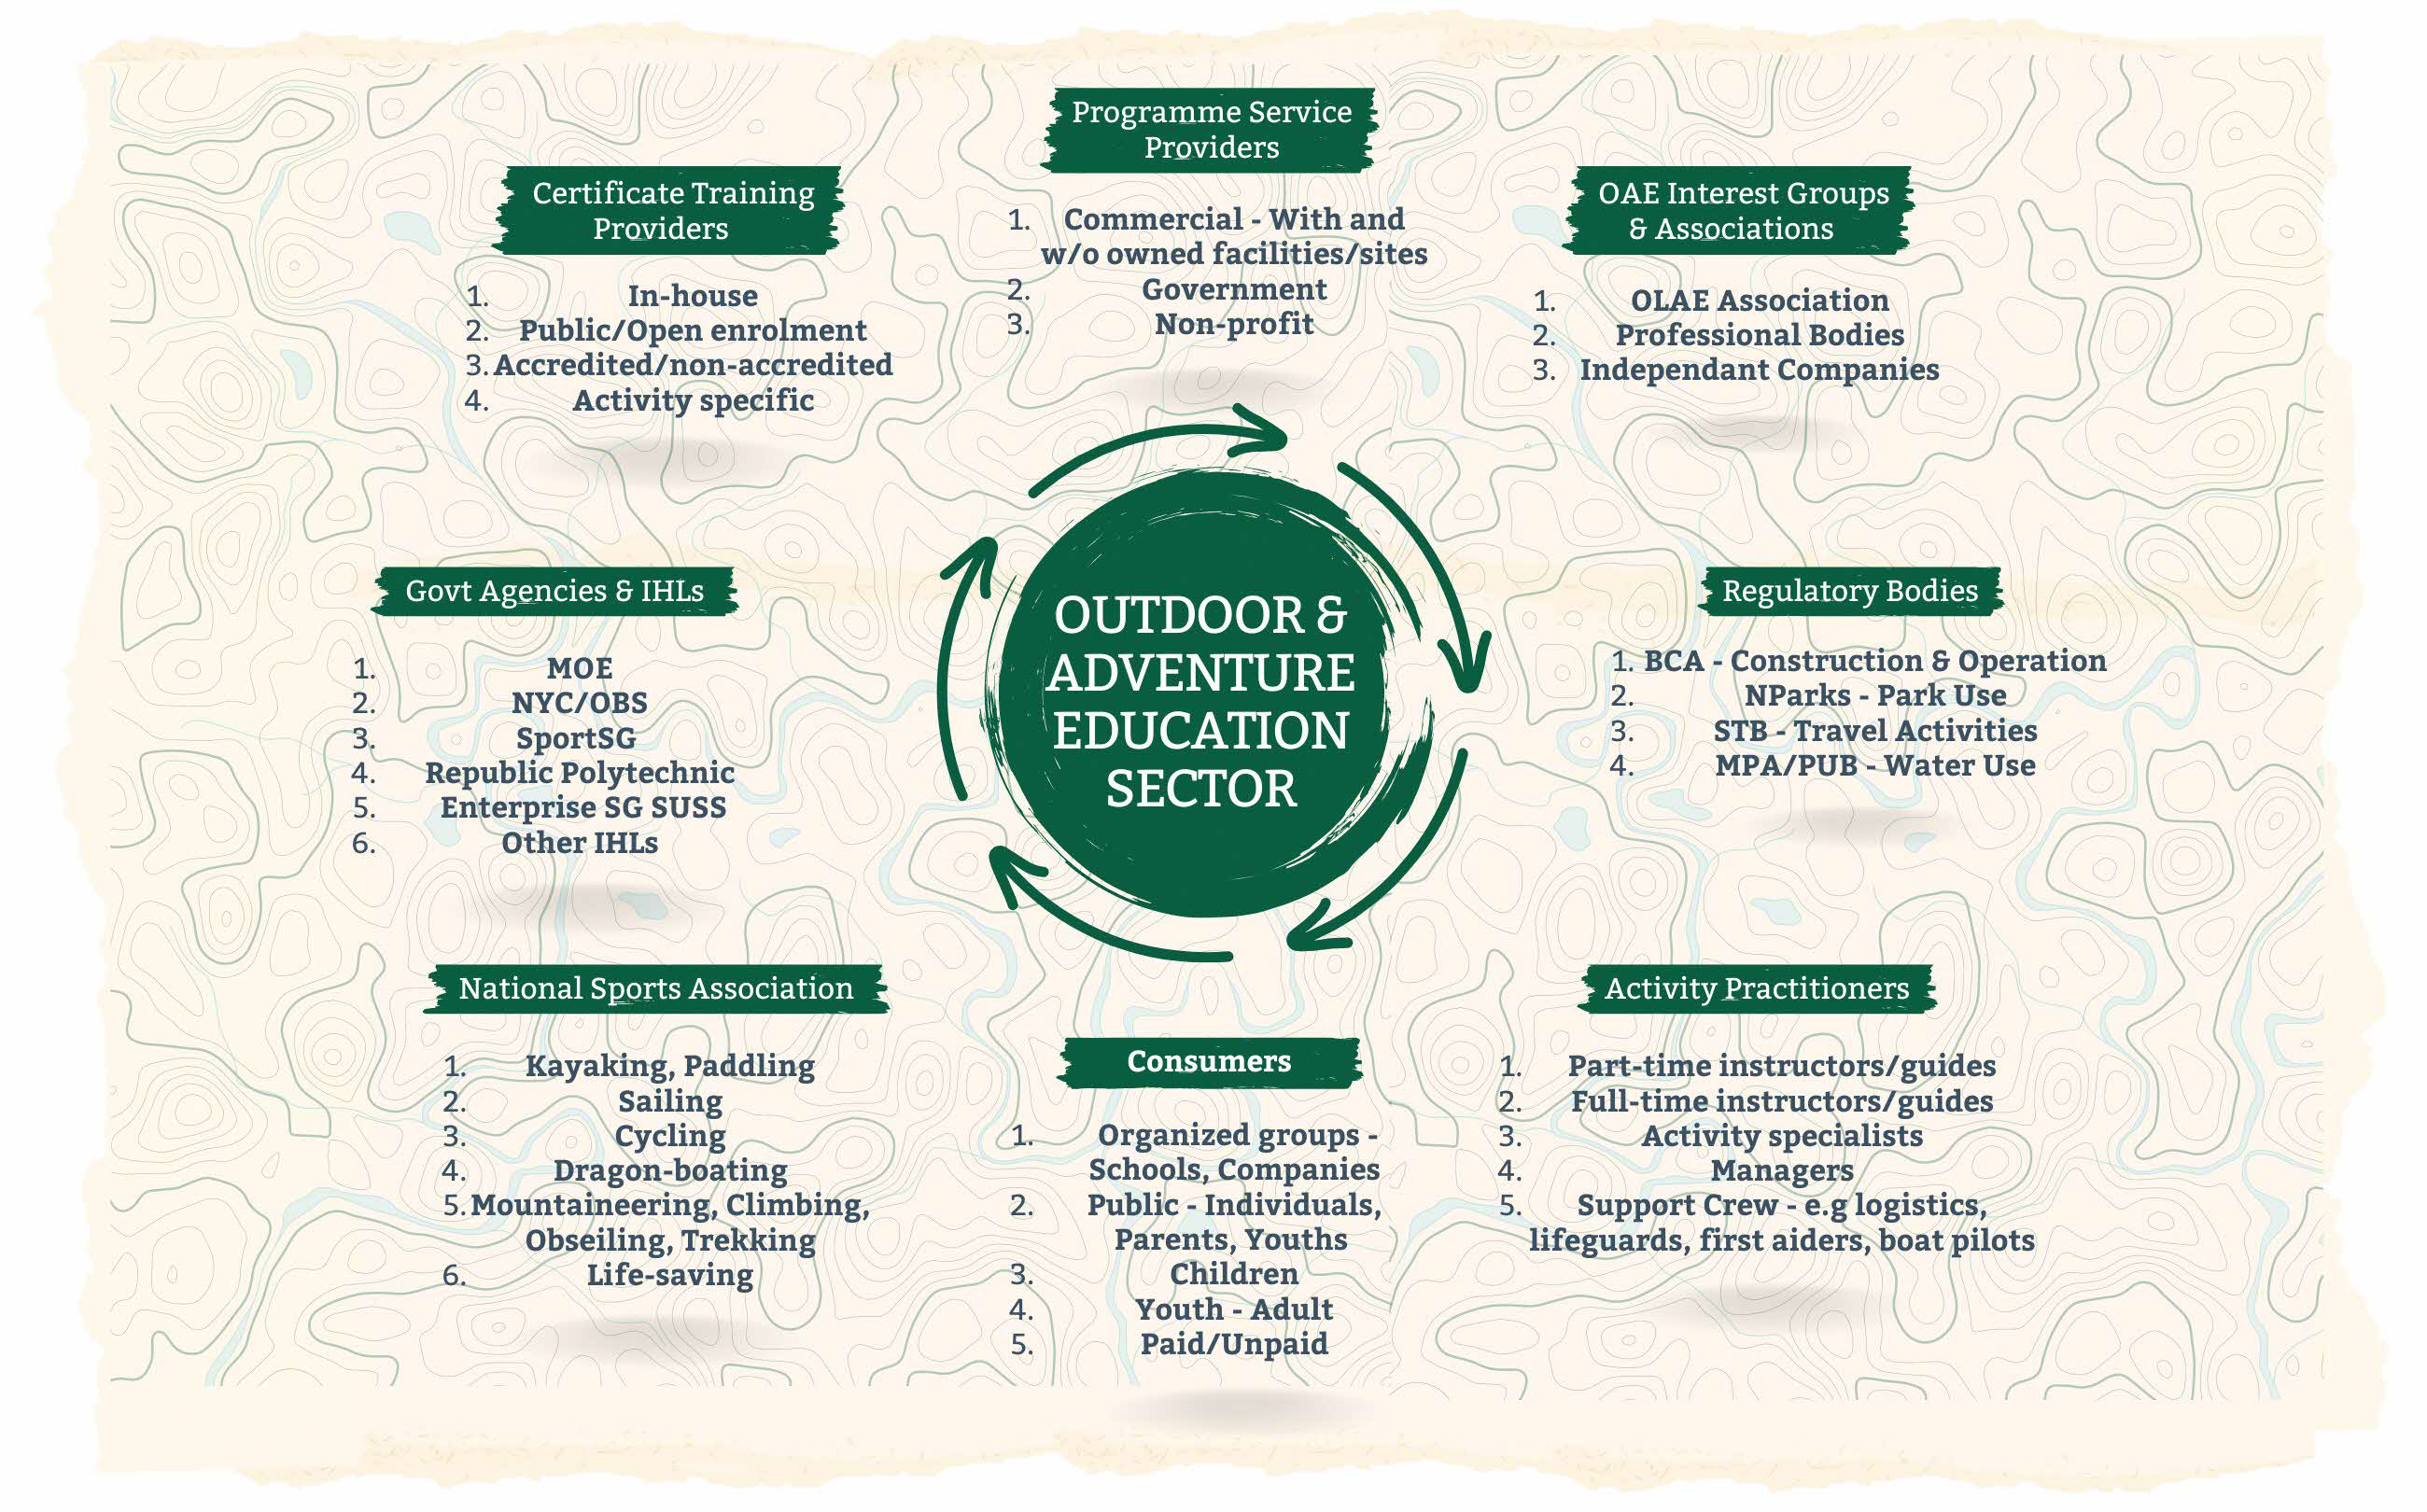 Programme Service
Providers
1. Commercial - With and
w/o owned facilities/sites
2. Government
3. Non-profit
Certificate Training
Providers
1. In-house
2. Public/Open enrolment
3. Accredited/non-accredited
4. Activity specific
OAE Interest Groups
& Associations
1. OLAE Association
2. Professional Bodies
3. Independant Companies
Govt Agencies & IHLs
1. MOE
2. NYC/OBS
3. SportSG
4. Republic Polytechnic
5. Enterprise SG SUSS
6. Other IHLs
OUTDOOR &
ADVENTURE
EDUCATION
SECTOR
Regulatory Bodies
1. BCA - Construction & Operation
2. NParks - Park Use
3. STB - Travel Activities
4. MPA/PUB - Water Use
National Sports Association
1. Kayaking, Paddling
2. Sailing
3. Cycling
4. Dragon-boating
5. Mountaineering, Climbing,
Obseiling, Trekking
6. Life-saving
Consumers
1. Organized groups -
Schools, Companies
2. Public - Individuals,
Parents, Youths
3. Children
4. Youth - Adult
5. Paid/Unpaid
Activity Practitioners
1. Part-time instructors/guides
2. Full-time instructors/guides
3. Activity specialists
4. Managers
5. Support Crew - e.g logistics,
lifeguards, first aiders, boat pilots